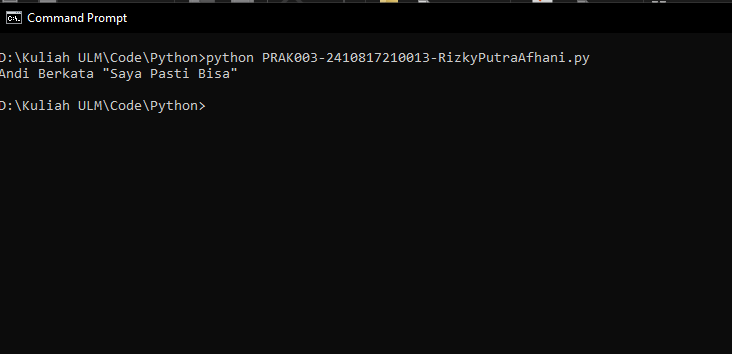 Command Prompt
D:\Kuliah ULM\Code\Python>python PRAK003-2410817210013-RizkyPutraAfhani.py
Andi Berkata "Saya Pasti Bisa"
D:\Kuliah ULM\Code\Python>